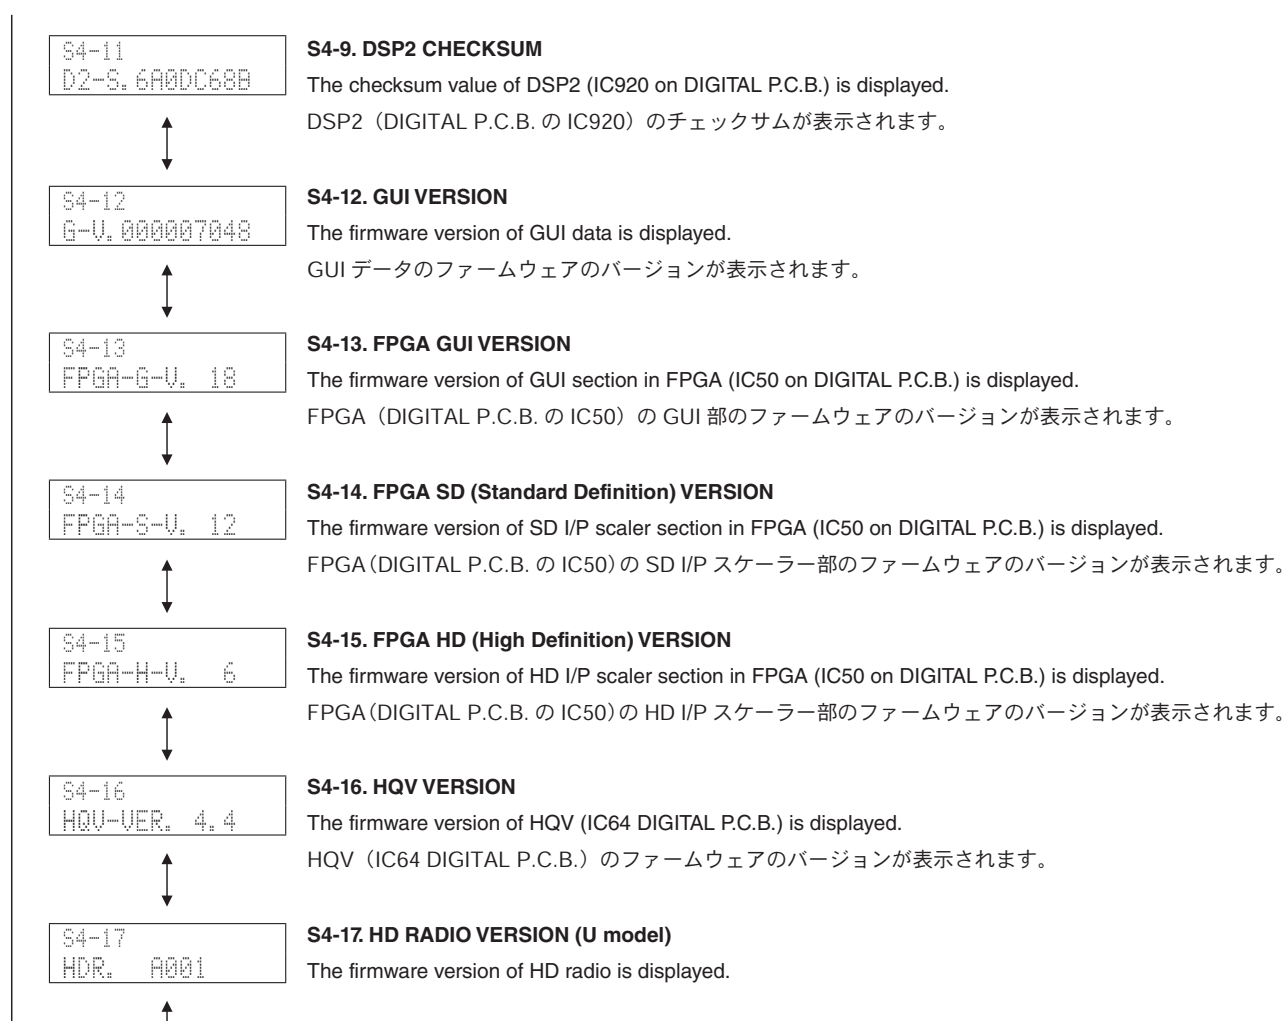 S4-11
D2-S.6A0DC68B
S4-9. DSP2 CHECKSUM
The checksum value of DSP2 (IC920 on DIGITAL P.C.B.) is displayed.
DSP2（DIGITAL P.C.B. の IC920）のチェックサムが表示されます。
S4-12
G-V.000007048
S4-12. GUI VERSION
The firmware version of GUI data is displayed.
GUI データのファームウェアのバージョンが表示されます。
S4-13
FPGA-G-V. 18
S4-13. FPGA GUI VERSION
The firmware version of GUI section in FPGA (IC50 on DIGITAL P.C.B.) is displayed.
FPGA（DIGITAL P.C.B. の IC50）の GUI 部のファームウェアのバージョンが表示されます。
S4-14
FPGA-S-V. 12
S4-14. FPGA SD (Standard Definition) VERSION
The firmware version of SD I/P scaler section in FPGA (IC50 on DIGITAL P.C.B.) is displayed.
FPGA（DIGITAL P.C.B. の IC50）の SD I/P スケーラー部のファームウェアのバージョンが表示されます。
S4-15
FPGA-H-V. 6
S4-15. FPGA HD (High Definition) VERSION
The firmware version of HD I/P scaler section in FPGA (IC50 on DIGITAL P.C.B.) is displayed.
FPGA（DIGITAL P.C.B. の IC50）の HD I/P スケーラー部のファームウェアのバージョンが表示されます。
S4-16
HQV-VER. 4.4
S4-16. HQV VERSION
The firmware version of HQV (IC64 DIGITAL P.C.B.) is displayed.
HQV（IC64 DIGITAL P.C.B.）のファームウェアのバージョンが表示されます。
S4-17
HDR. A001
S4-17. HD RADIO VERSION (U model)
The firmware version of HD radio is displayed.